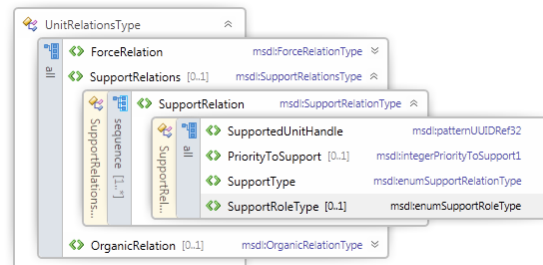 UnitRelationsType
all
ForceRelation msdl:ForceRelationType
SupportRelations [0..1] msdl:SupportRelationsType
SupportRelations...
sequence [1..*]
SupportRelation msdl:SupportRelationType
SupportRel...
all
SupportedUnitHandle msdl:patternUUIDRef32
PriorityToSupport [0..1] msdl:integerPriorityToSupport1
SupportType msdl:enumSupportRelationType
SupportRoleType [0..1] msdl:enumSupportRoleType
OrganicRelation [0..1] msdl:OrganicRelationType